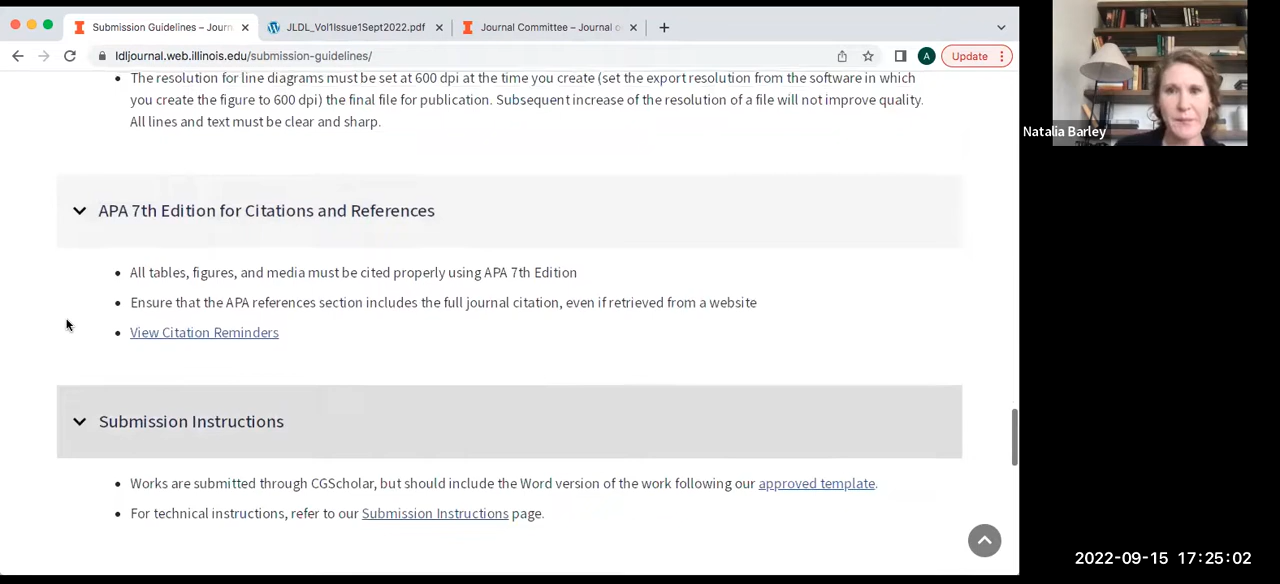 Submission Guidelines – Journ
JLDL_Vol1Issue1Sept2022.pdf
Journal Committee – Journal o
ldljournal.web.illinois.edu/submission-guidelines/
A
Update
The resolution for line diagrams must be set at 600 dpi at the time you create (set the export resolution from the software in which
you create the figure to 600 dpi) the final file for publication. Subsequent increase of the resolution of a file will not improve quality.
All lines and text must be clear and sharp.
Natalia Barley
APA 7th Edition for Citations and References
All tables, figures, and media must be cited properly using APA 7th Edition
Ensure that the APA references section includes the full journal citation, even if retrieved from a website
View Citation Reminders
Submission Instructions
Works are submitted through CGScholar, but should include the Word version of the work following our approved template.
For technical instructions, refer to our Submission Instructions page.
2022-09-15 17:25:02